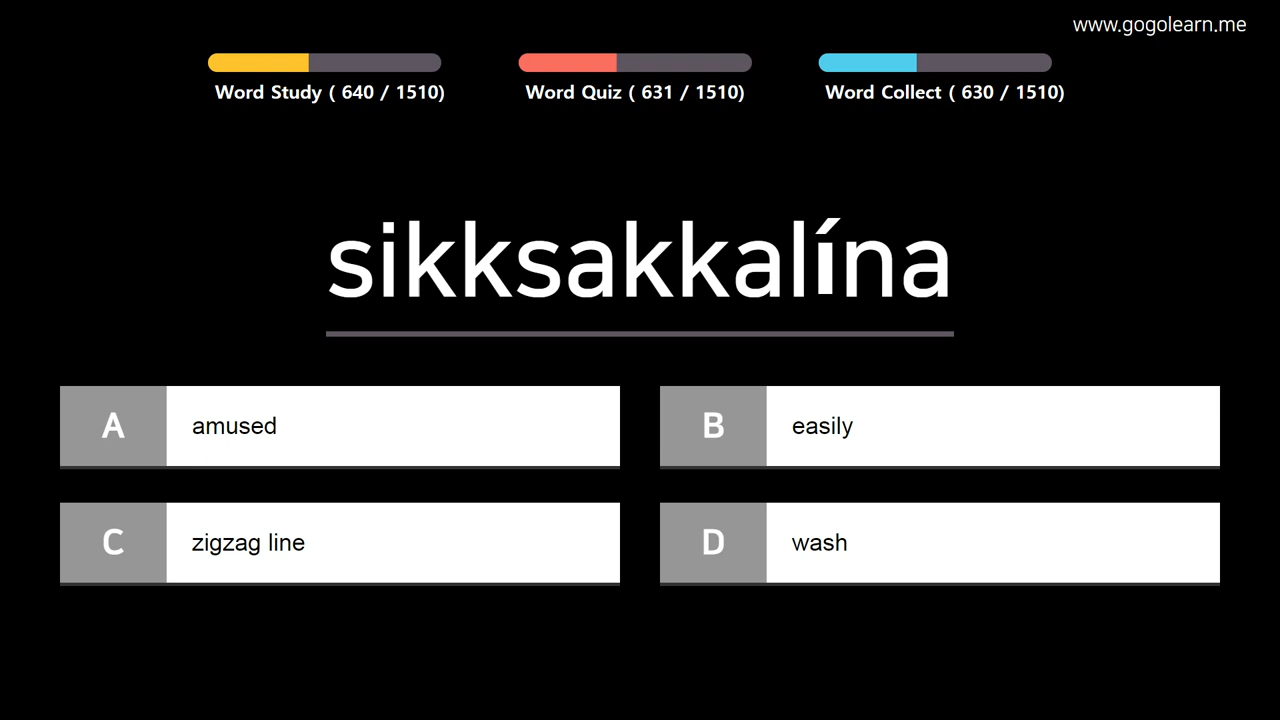 www.gogolearn.me
Word Study ( 640 / 1510)
Word Quiz ( 631 / 1510)
Word Collect ( 630 / 1510)
sikksakkalína
A amused
B easily
C zigzag line
D wash